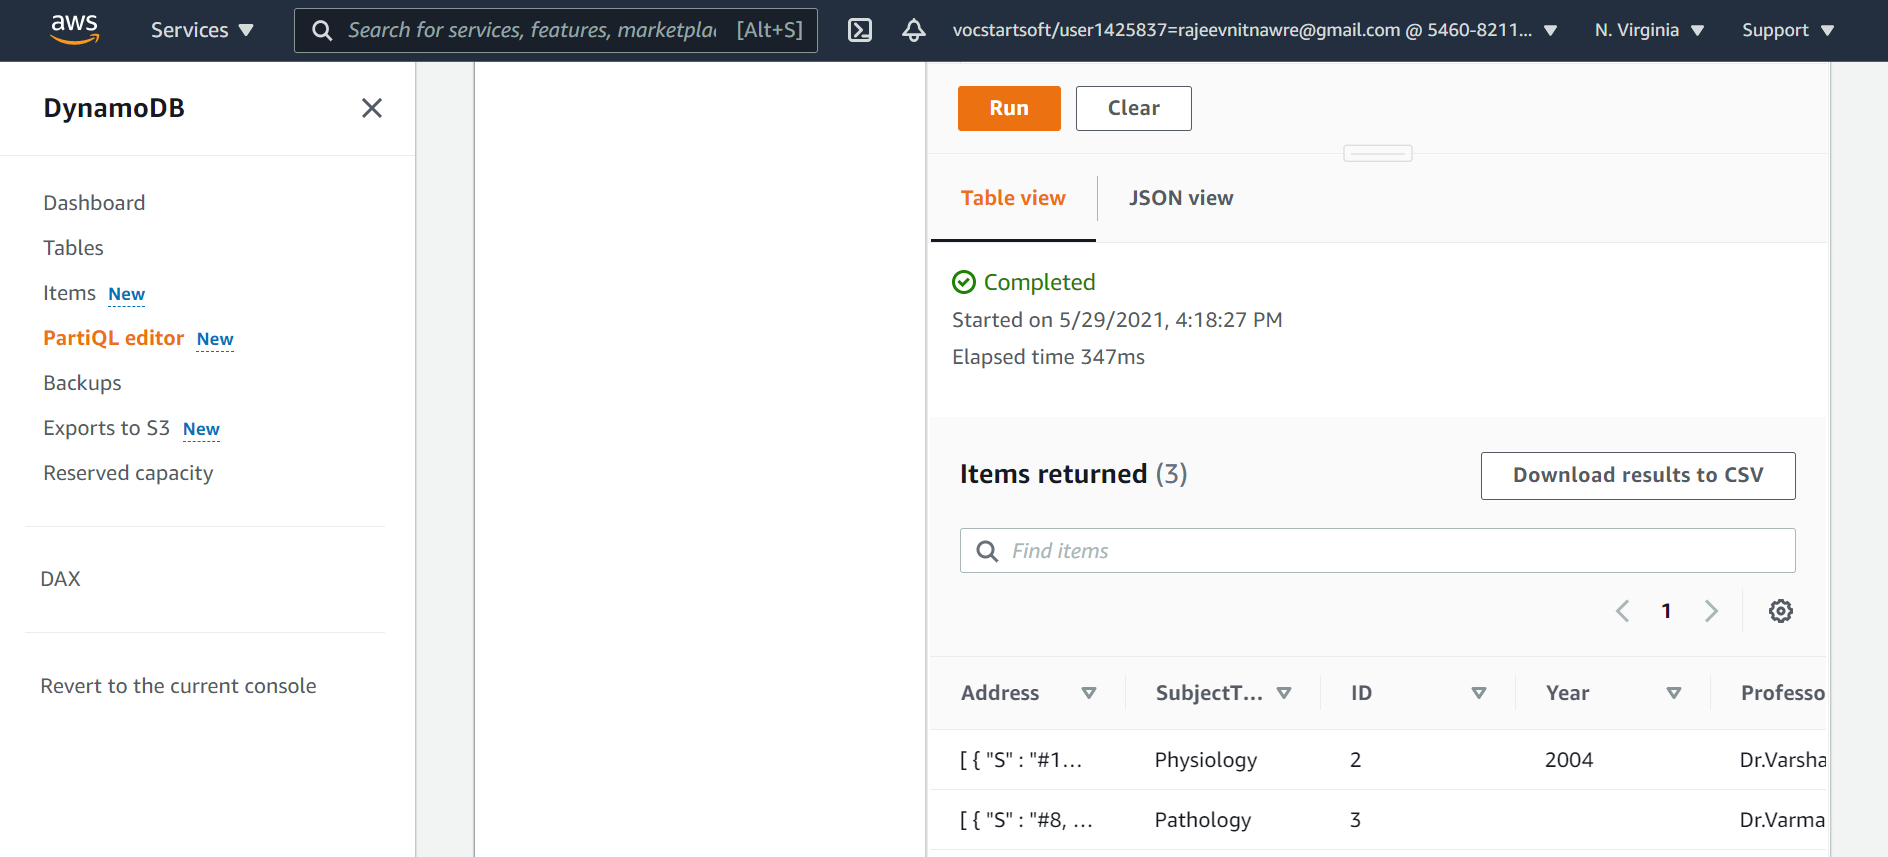 aws Services Search for services, features, marketpla [Alt+S] vocstartsoft/user1425837=rajeevnitnawre@gmail.com @ 5460-8211... N. Virginia Support
DynamoDB
Dashboard
Tables
Items New
PartiQL editor New
Backups
Exports to S3 New
Reserved capacity
DAX
Revert to the current console
Run Clear
Table view JSON view
Completed
Started on 5/29/2021, 4:18:27 PM
Elapsed time 347ms
Items returned (3) Download results to CSV
Find items
1
Address SubjectT... ID Year Professo
[ { "S" : "#1... Physiology 2 2004 Dr.Varsha
[ { "S" : "#8, ... Pathology 3 Dr.Varma